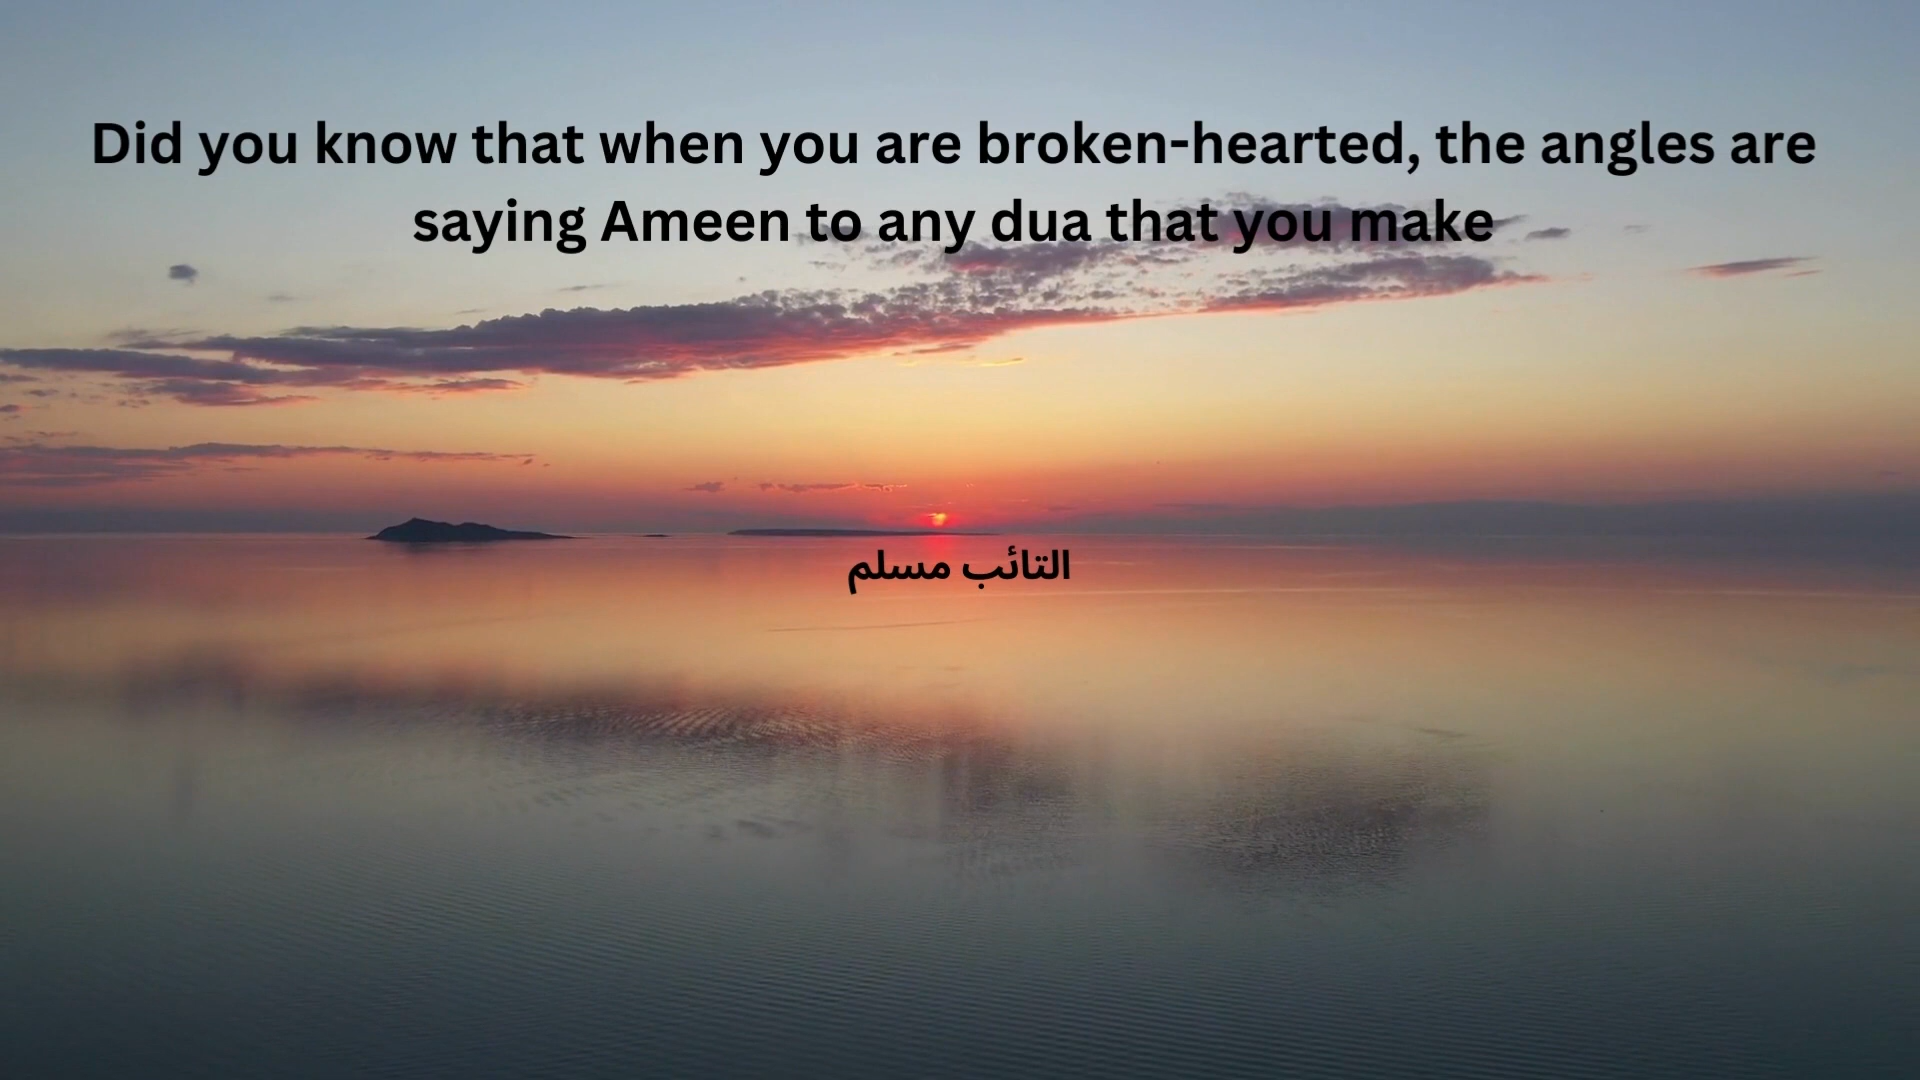 Did you know that when you are broken-hearted, the angles are
saying Ameen to any dua that you make
التائب مسلم